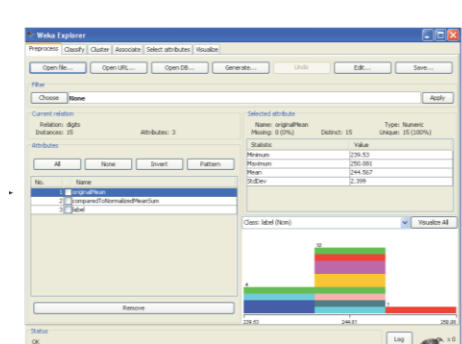 Weka Explorer
Preprocess Classify Cluster Associate Select attributes Visualize
Open file... Open URL... Open DB... Generate... Undo Edit... Save...
Filter
Choose None Apply
Current relation
Relation: digits
Instances: 15 Attributes: 3
Selected attribute
Name: originalMean Type: Numeric
Missing: 0 (0%) Distinct: 15 Unique: 15 (100%)
Statistic Value
Minimum 239.53
Maximum 250.081
Mean 244.567
StdDev 2.399
Attributes
All None Invert Pattern
No. Name
1 originalMean
2 comparedToNormalizedMeanSum
3 label
Remove
Class: label (Nom) Visualize All
4
10
239.53 244.81
Status
OK
Log
x 0